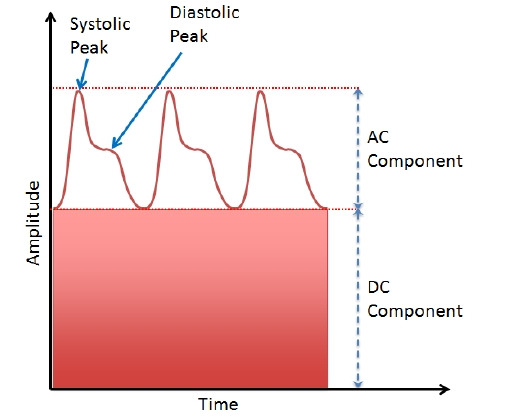 Systolic
Peak
Diastolic
Peak
AC
Component
Amplitude
DC
Component
Time